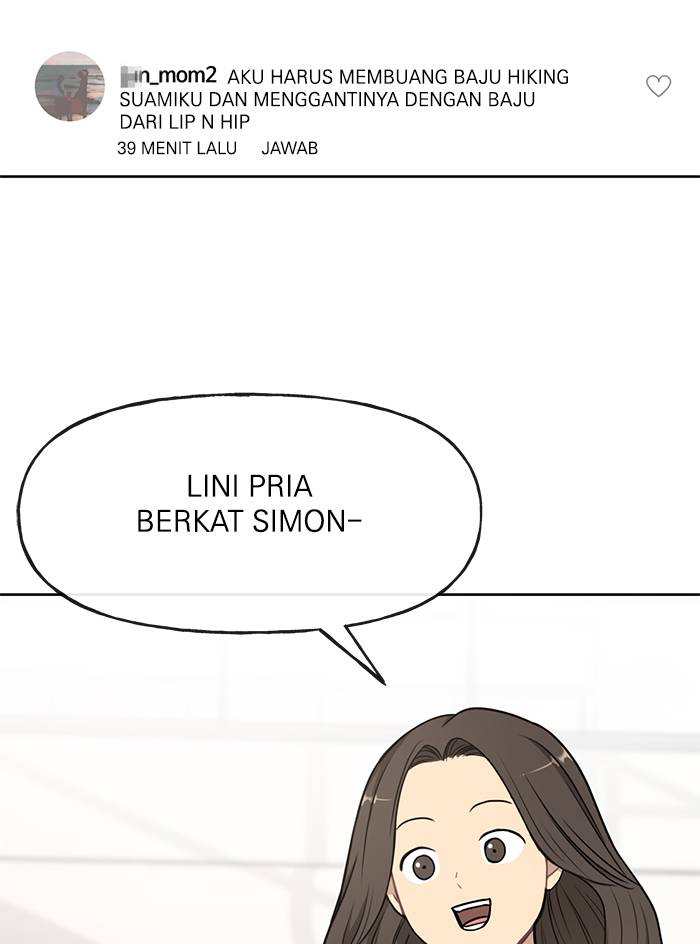 n_mom2 AKU HARUS MEMBUANG BAJU HIKING
SUAMIKU DAN MENGGANTINYA DENGAN BAJU
DARI LIP N HIP
39 MENIT LALU JAWAB
LINI PRIA
BERKAT SIMON-